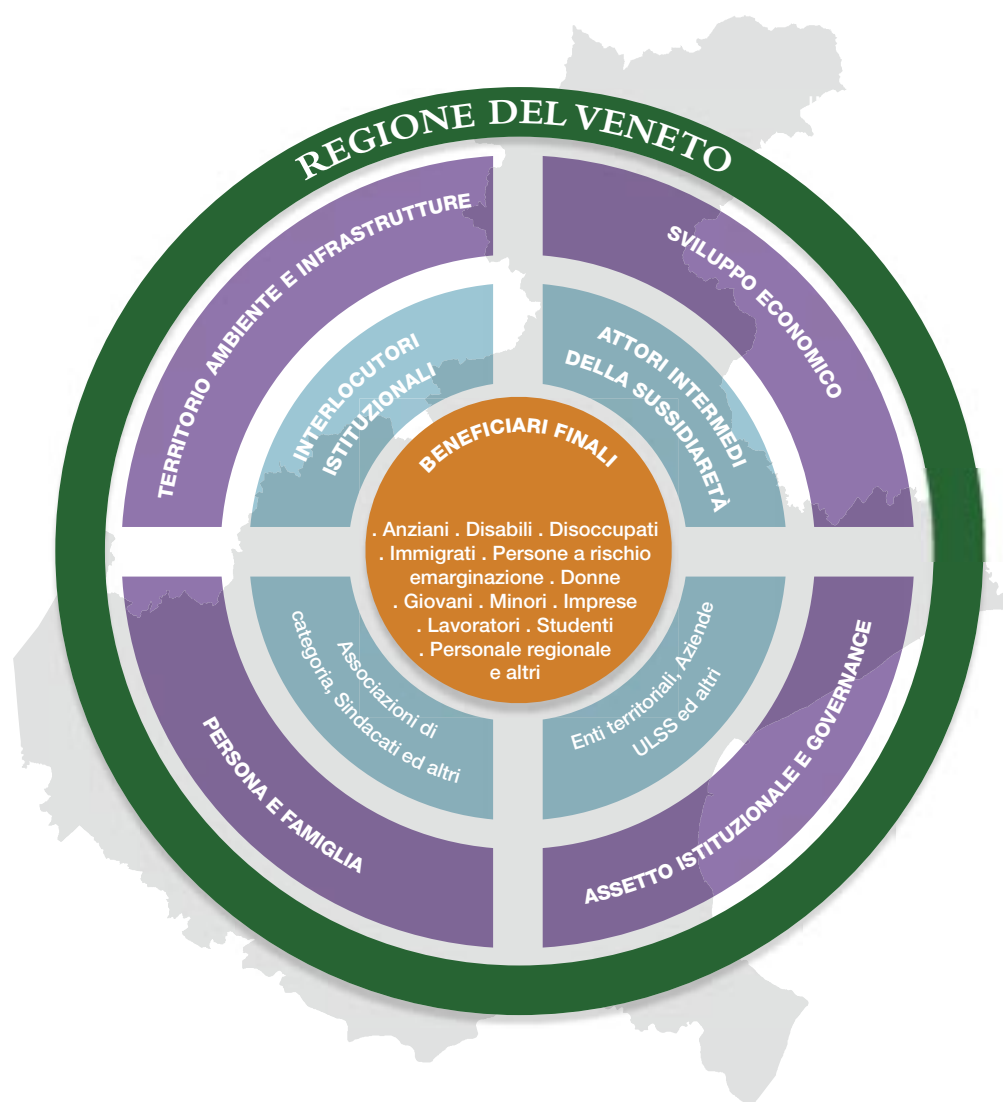 REGIONE DEL VENETO
TERRITORIO AMBIENTE E INFRASTRUTTURE
SVILUPPO ECONOMICO
INTERLOCUTORI
ISTITUZIONALI
ATTORI INTERMEDI
DELLA SUSSIDIARETÀ
BENEFICIARI FINALI
. Anziani . Disabili . Disoccupati
. Immigrati . Persone a rischio
emarginazione . Donne
. Giovani . Minori . Imprese
. Lavoratori . Studenti
. Personale regionale
e altri
Associazioni di
categoria, Sindacati ed altri
Enti territoriali, Aziende
ULSS ed altri
PERSONA E FAMIGLIA
ASSETTO ISTITUZIONALE E GOVERNANCE